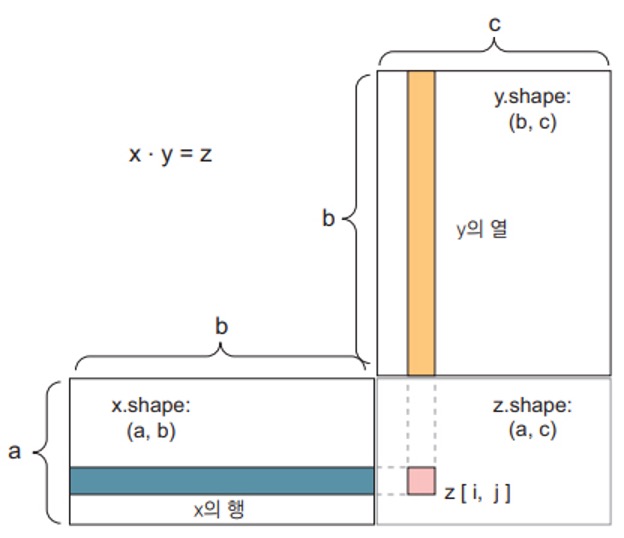 c
y.shape:
(b, c)
x · y = z
b
y의 열
b
x.shape:
(a, b)
z.shape:
(a, c)
a
z [ i, j ]
x의 행